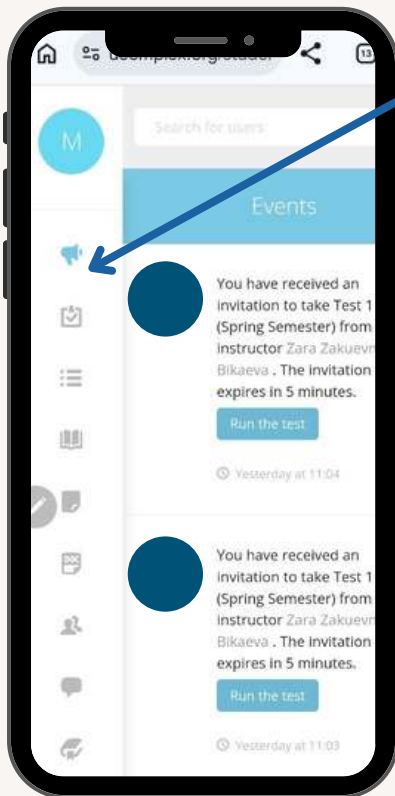 13
M
Search for users
Events
You have received an
invitation to take Test 1
(Spring Semester) from
instructor Zara Zakuevn
Bikaeva . The invitation
expires in 5 minutes.
Run the test
Yesterday at 11:04
You have received an
invitation to take Test 1
(Spring Semester) from
instructor Zara Zakuevn
Bikaeva . The invitation
expires in 5 minutes.
Run the test
Yesterday at 11:03